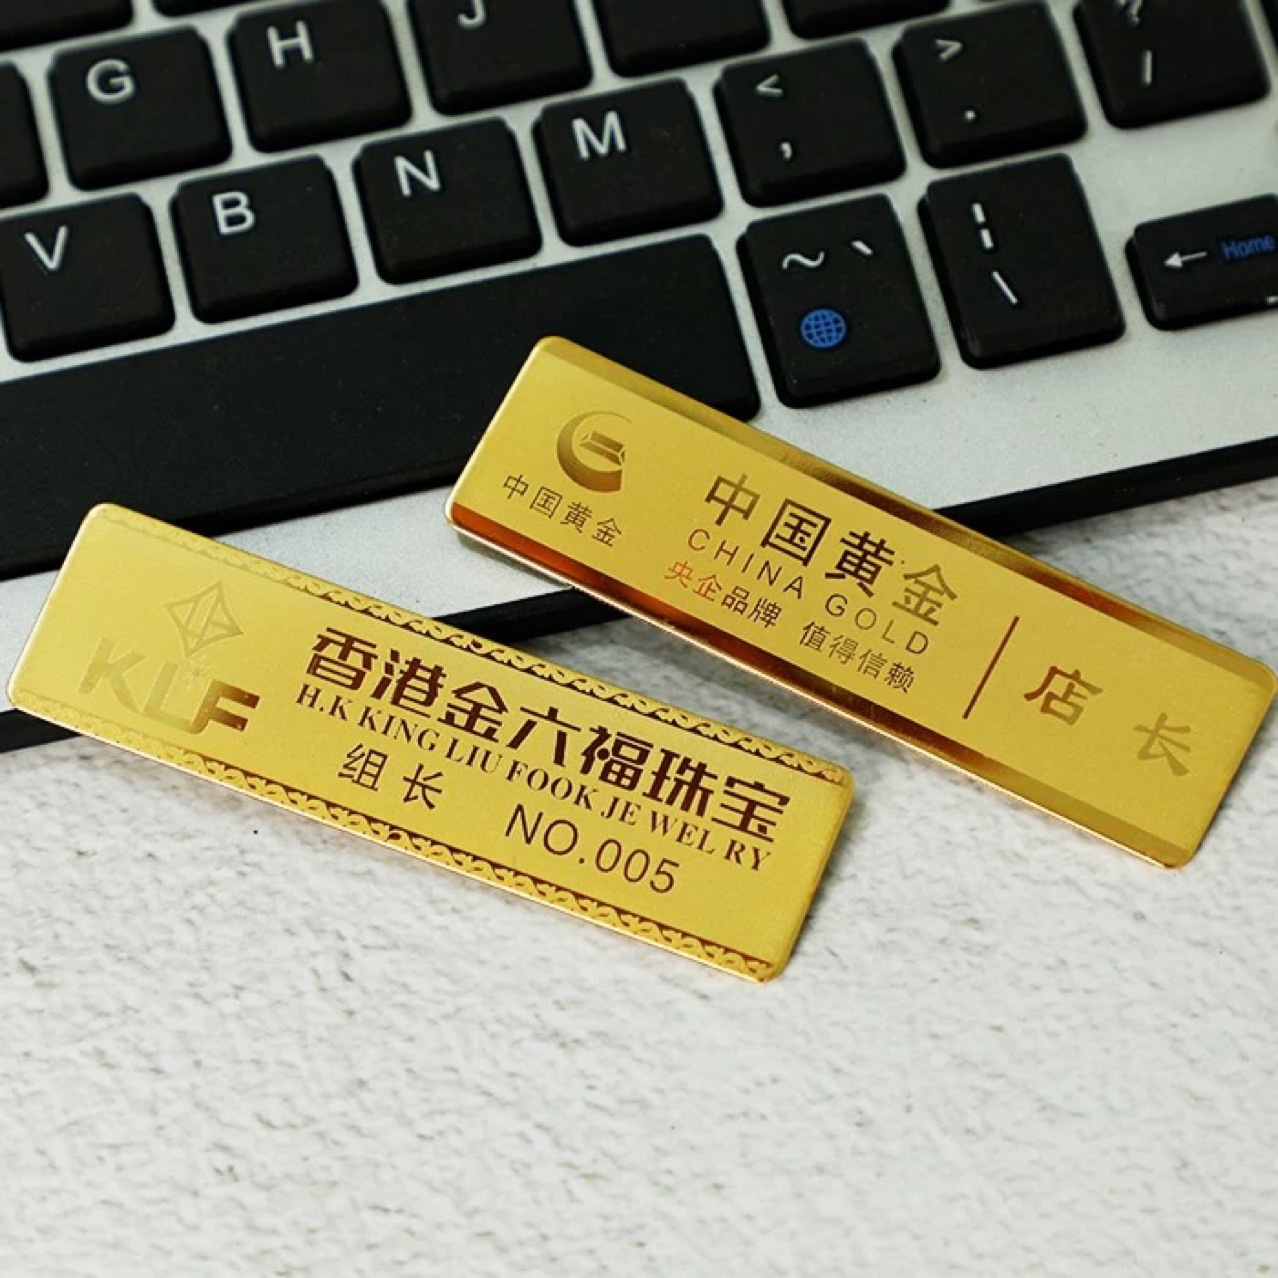 G H J
V B N M < , > . ? /
~ ` ¦ \ ← Home
中国黄金
中国黄金
CHINA GOLD
央企品牌 值得信赖
店 长
KLF
香港金六福珠宝
H.K KING LIU FOOK JE WEL RY
组 长 NO.005